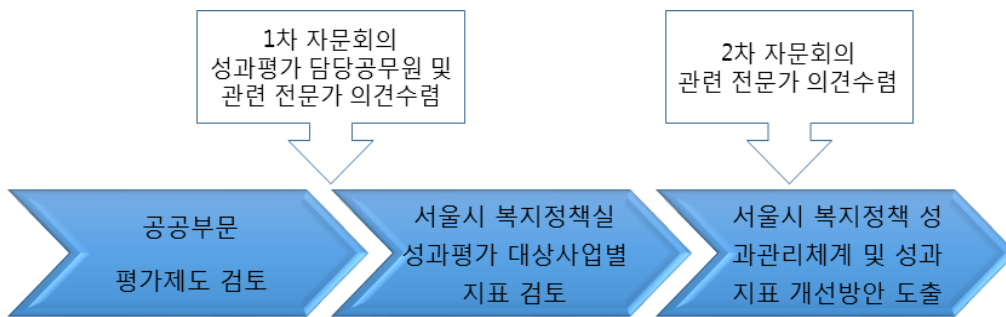 1차 자문회의
성과평가 담당공무원 및
관련 전문가 의견수렴
2차 자문회의
관련 전문가 의견수렴
공공부문
평가제도 검토
서울시 복지정책실
성과평가 대상사업별
지표 검토
서울시 복지정책 성
과관리체계 및 성과
지표 개선방안 도출